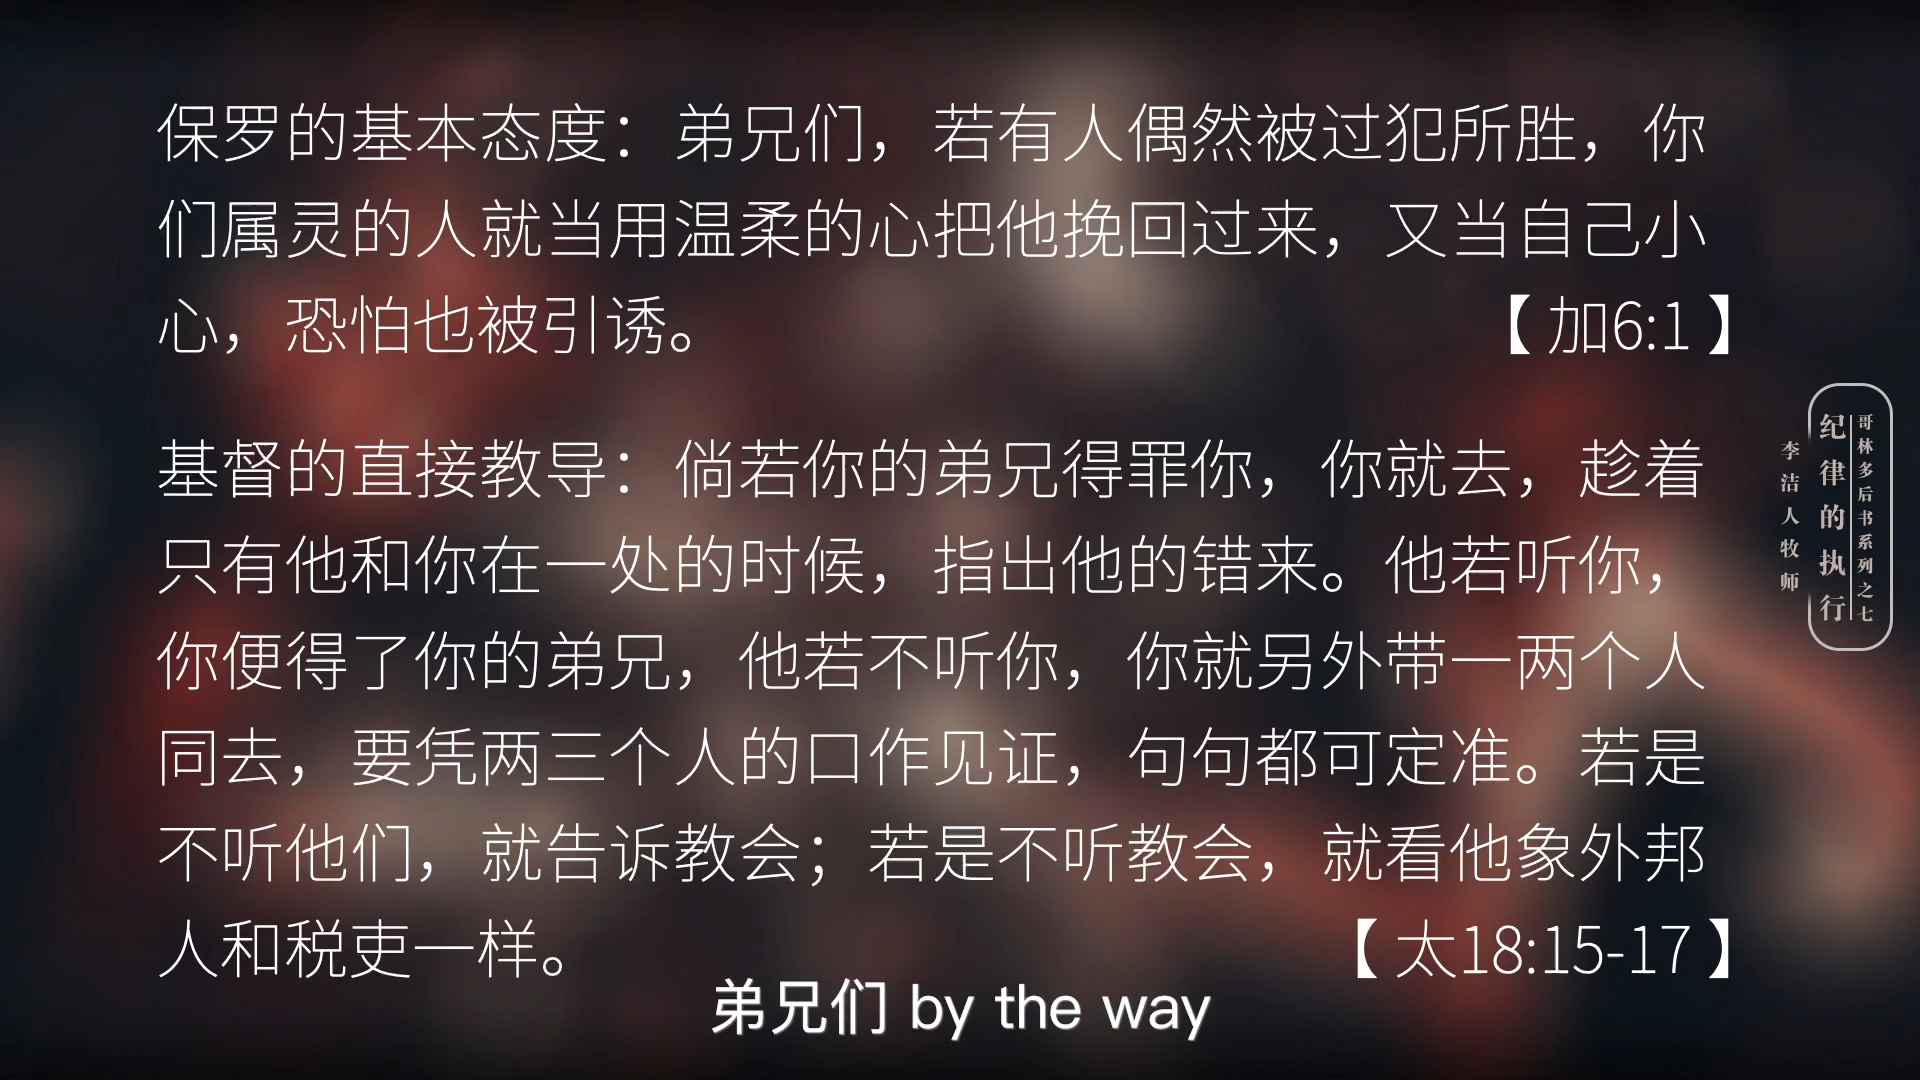 保罗的基本态度：弟兄们，若有人偶然被过犯所胜，你
们属灵的人就当用温柔的心把他挽回过来，又当自己小
心，恐怕也被引诱。 【 加6:1 】
基督的直接教导：倘若你的弟兄得罪你，你就去，趁着
只有他和你在一处的时候，指出他的错来。他若听你，
你便得了你的弟兄，他若不听你，你就另外带一两个人
同去，要凭两三个人的口作见证，句句都可定准。若是
不听他们，就告诉教会；若是不听教会，就看他象外邦
人和税吏一样。 【 太18:15-17 】
弟兄们 by the way
哥林多后书系列之七
纪律的执行
李洁人牧师